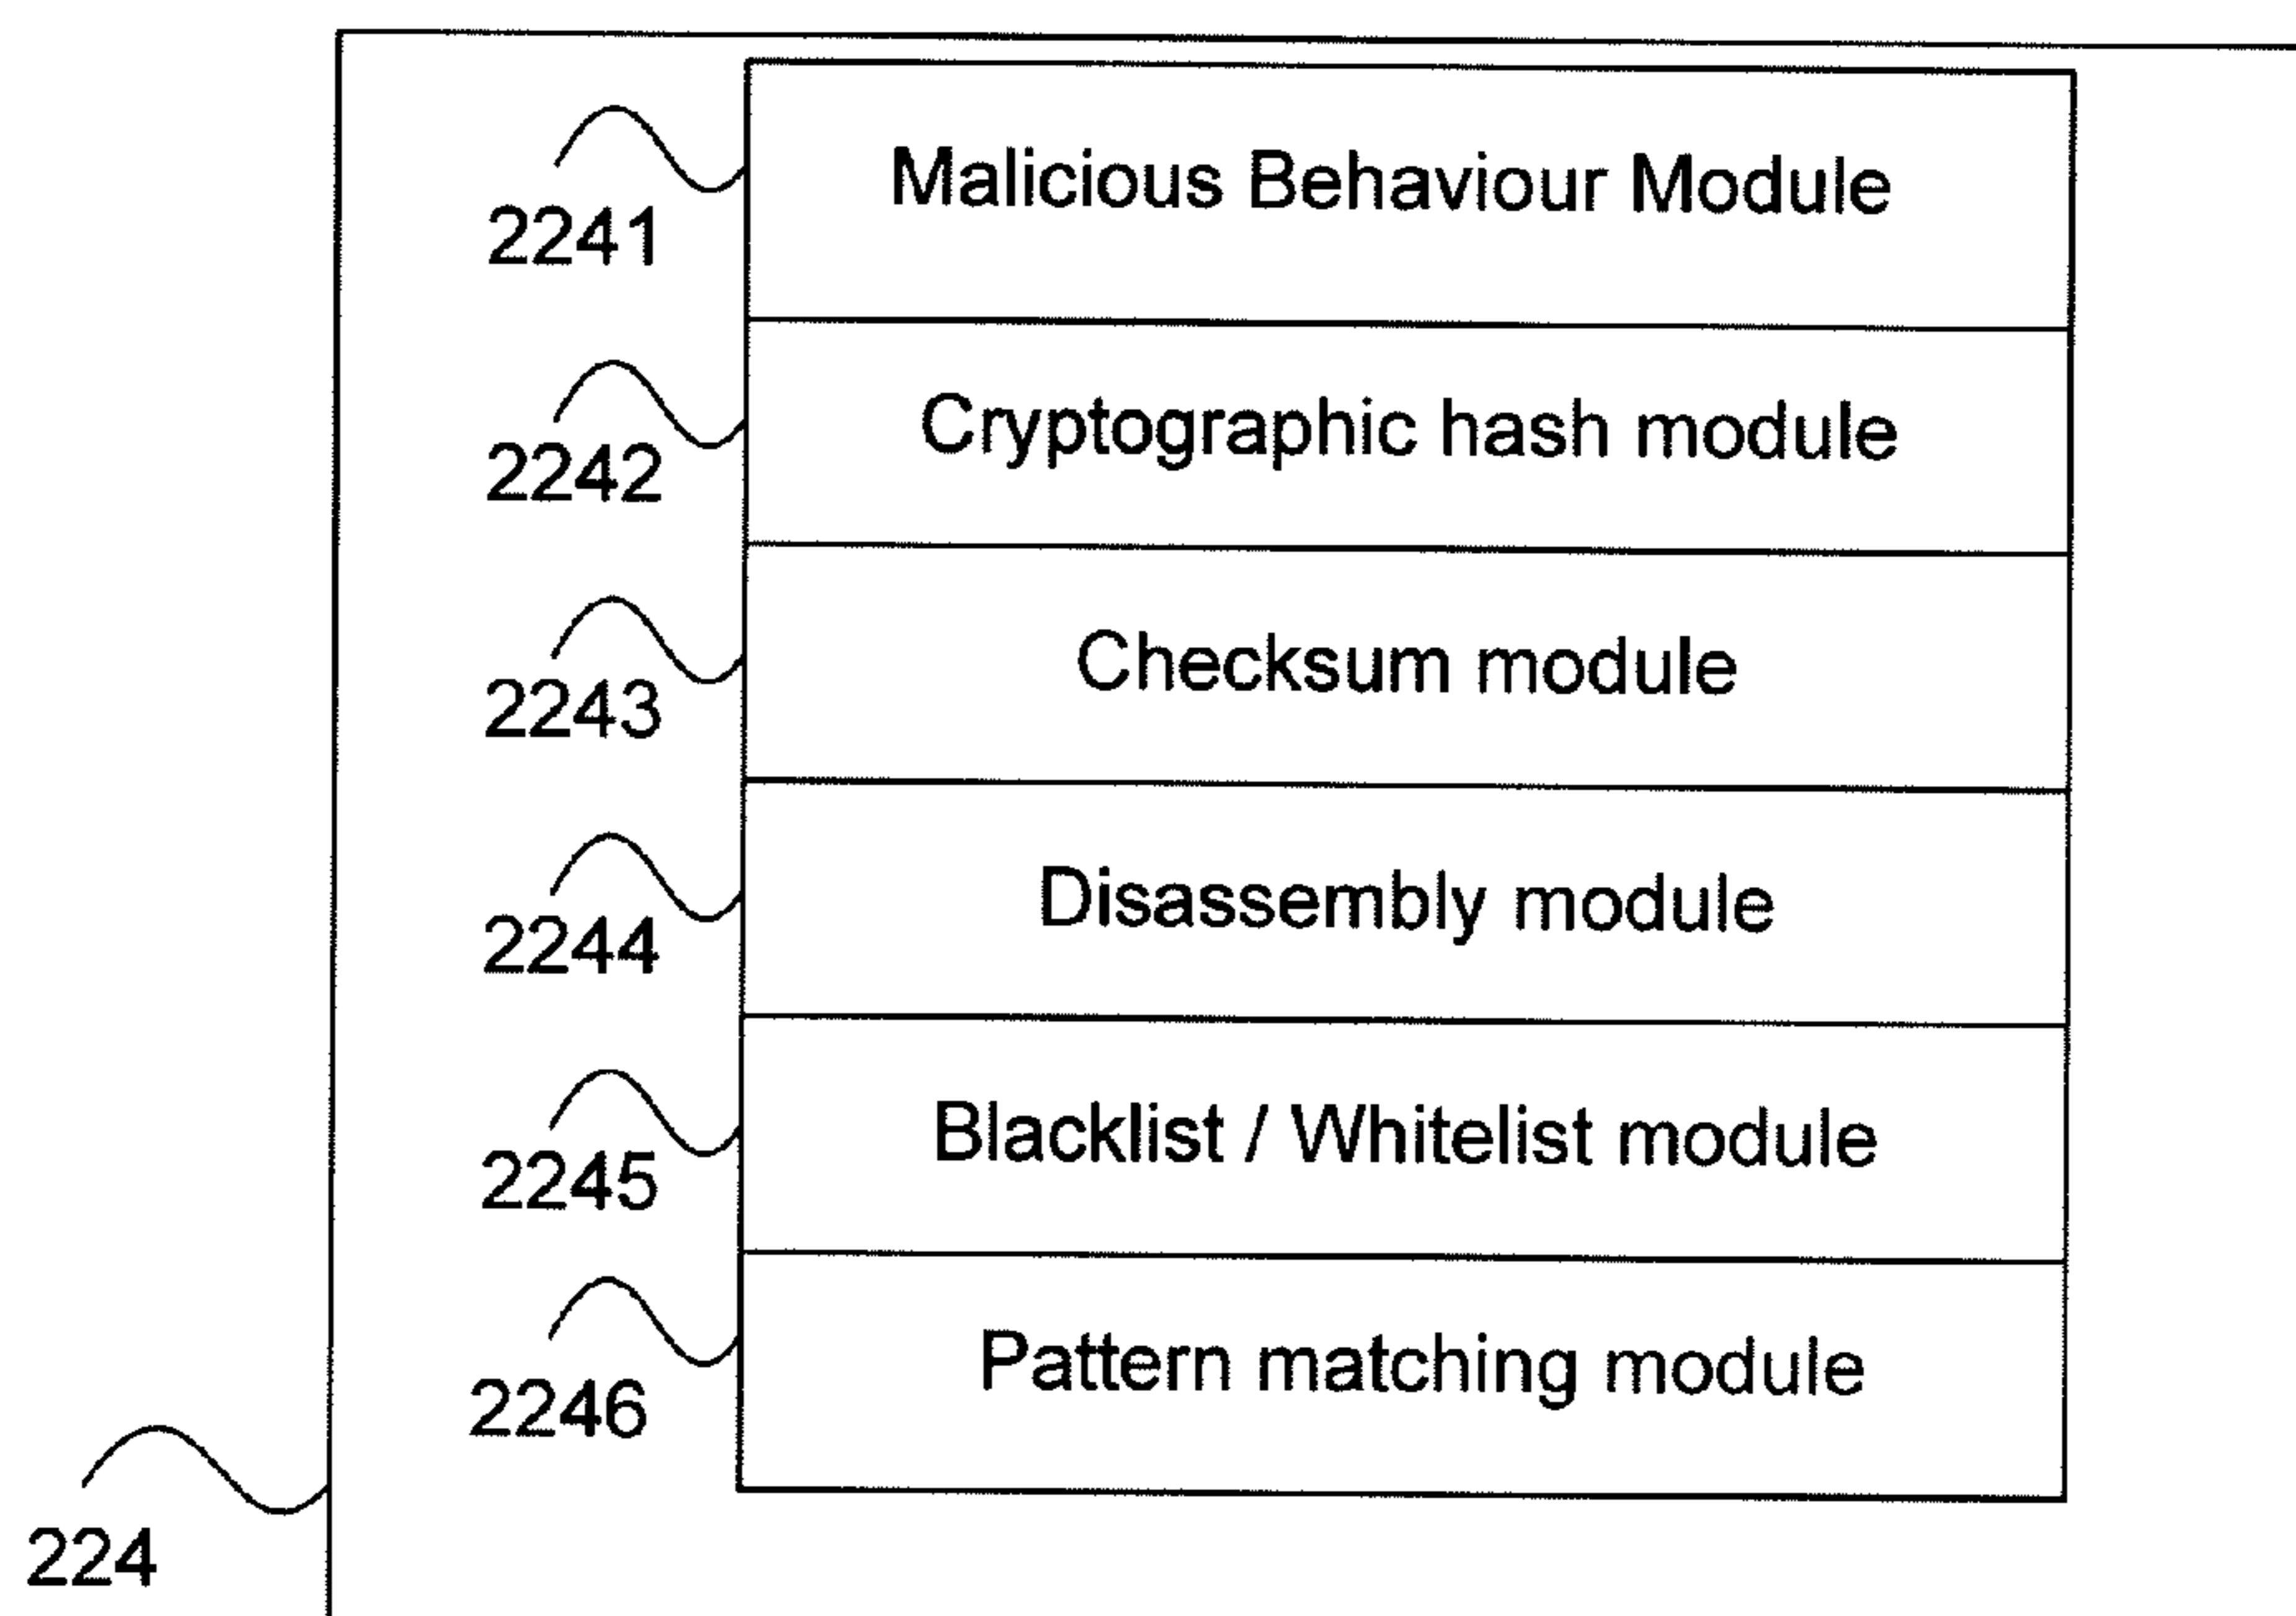 Malicious Behaviour Module
2241
Cryptographic hash module
2242
Checksum module
2243
Disassembly module
2244
Blacklist / Whitelist module
2245
Pattern matching module
2246
224